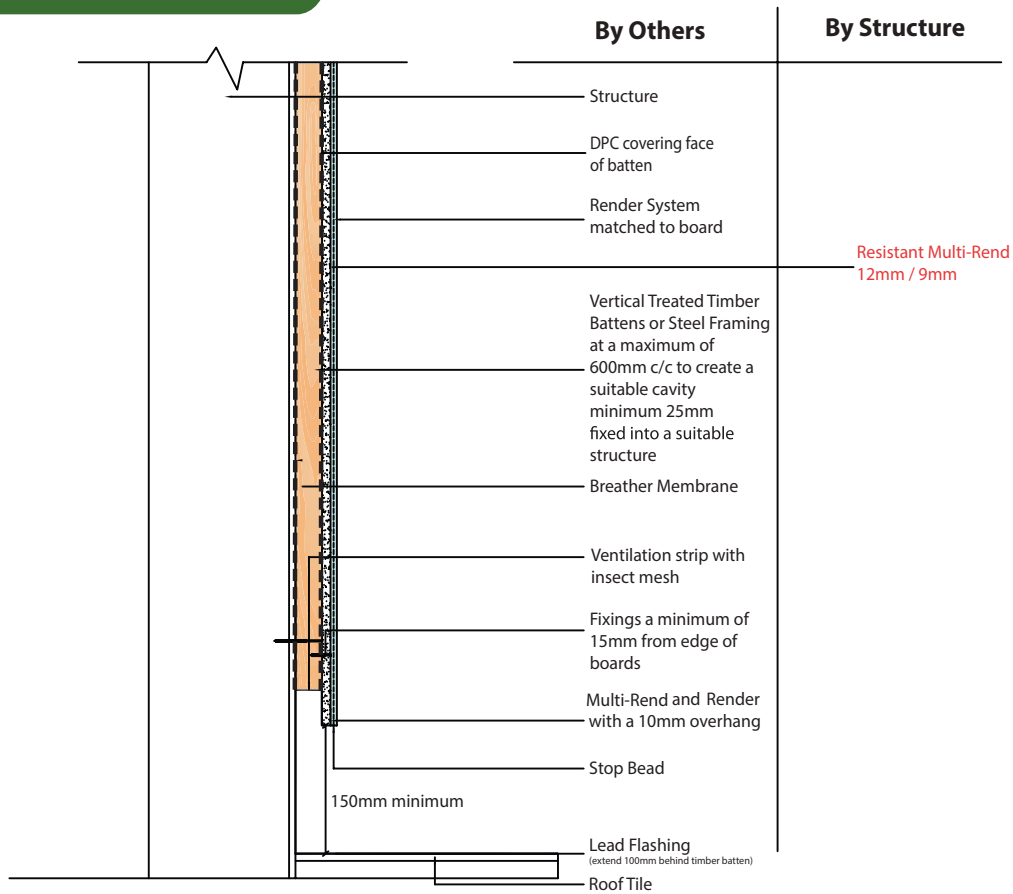 By Others
By Structure
Structure
DPC covering face
of batten
Render System
matched to board
Resistant Multi-Rend
12mm / 9mm
Vertical Treated Timber
Battens or Steel Framing
at a maximum of
600mm c/c to create a
suitable cavity
minimum 25mm
fixed into a suitable
structure
Breather Membrane
Ventilation strip with
insect mesh
Fixings a minimum of
15mm from edge of
boards
Multi-Rend and Render
with a 10mm overhang
Stop Bead
150mm minimum
Lead Flashing
(extend 100mm behind timber batten)
Roof Tile